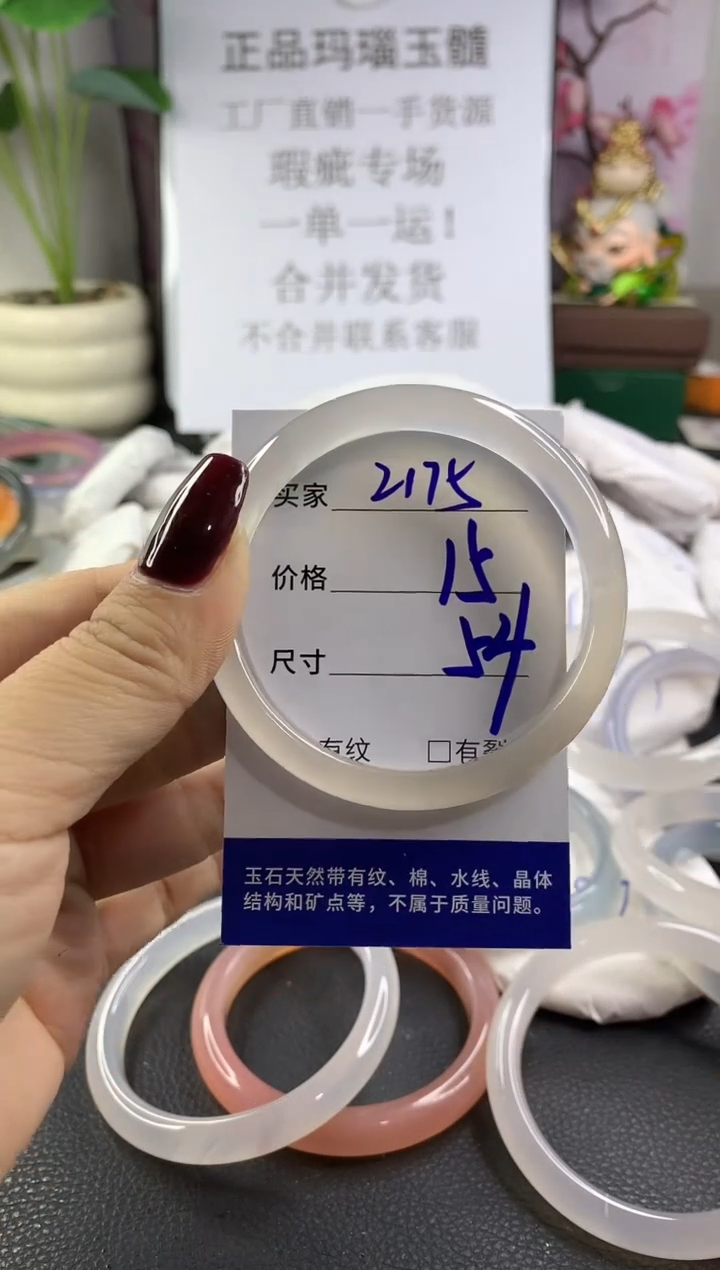 正品玛瑙玉髓
工厂直销一手货源
瑕疵专场
一单一运!
合并发货
不合并联系客服
买家 2175
价格 15
尺寸 54
有纹 □有裂
玉石天然带有纹、棉、水线、晶体
结构和矿点等，不属于质量问题。